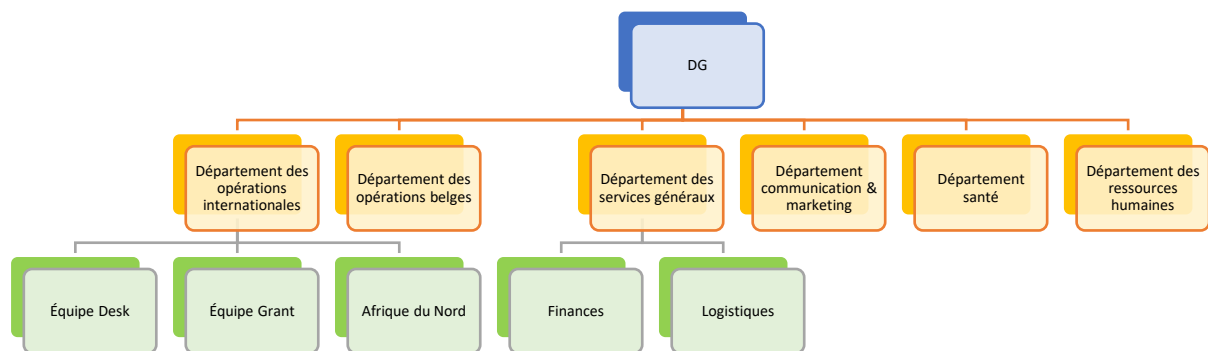 DG
Département des
opérations
internationales
Département des
opérations belges
Département des
services généraux
Département
communication &
marketing
Département
santé
Département des
ressources
humaines
Équipe Desk
Équipe Grant
Afrique du Nord
Finances
Logistiques